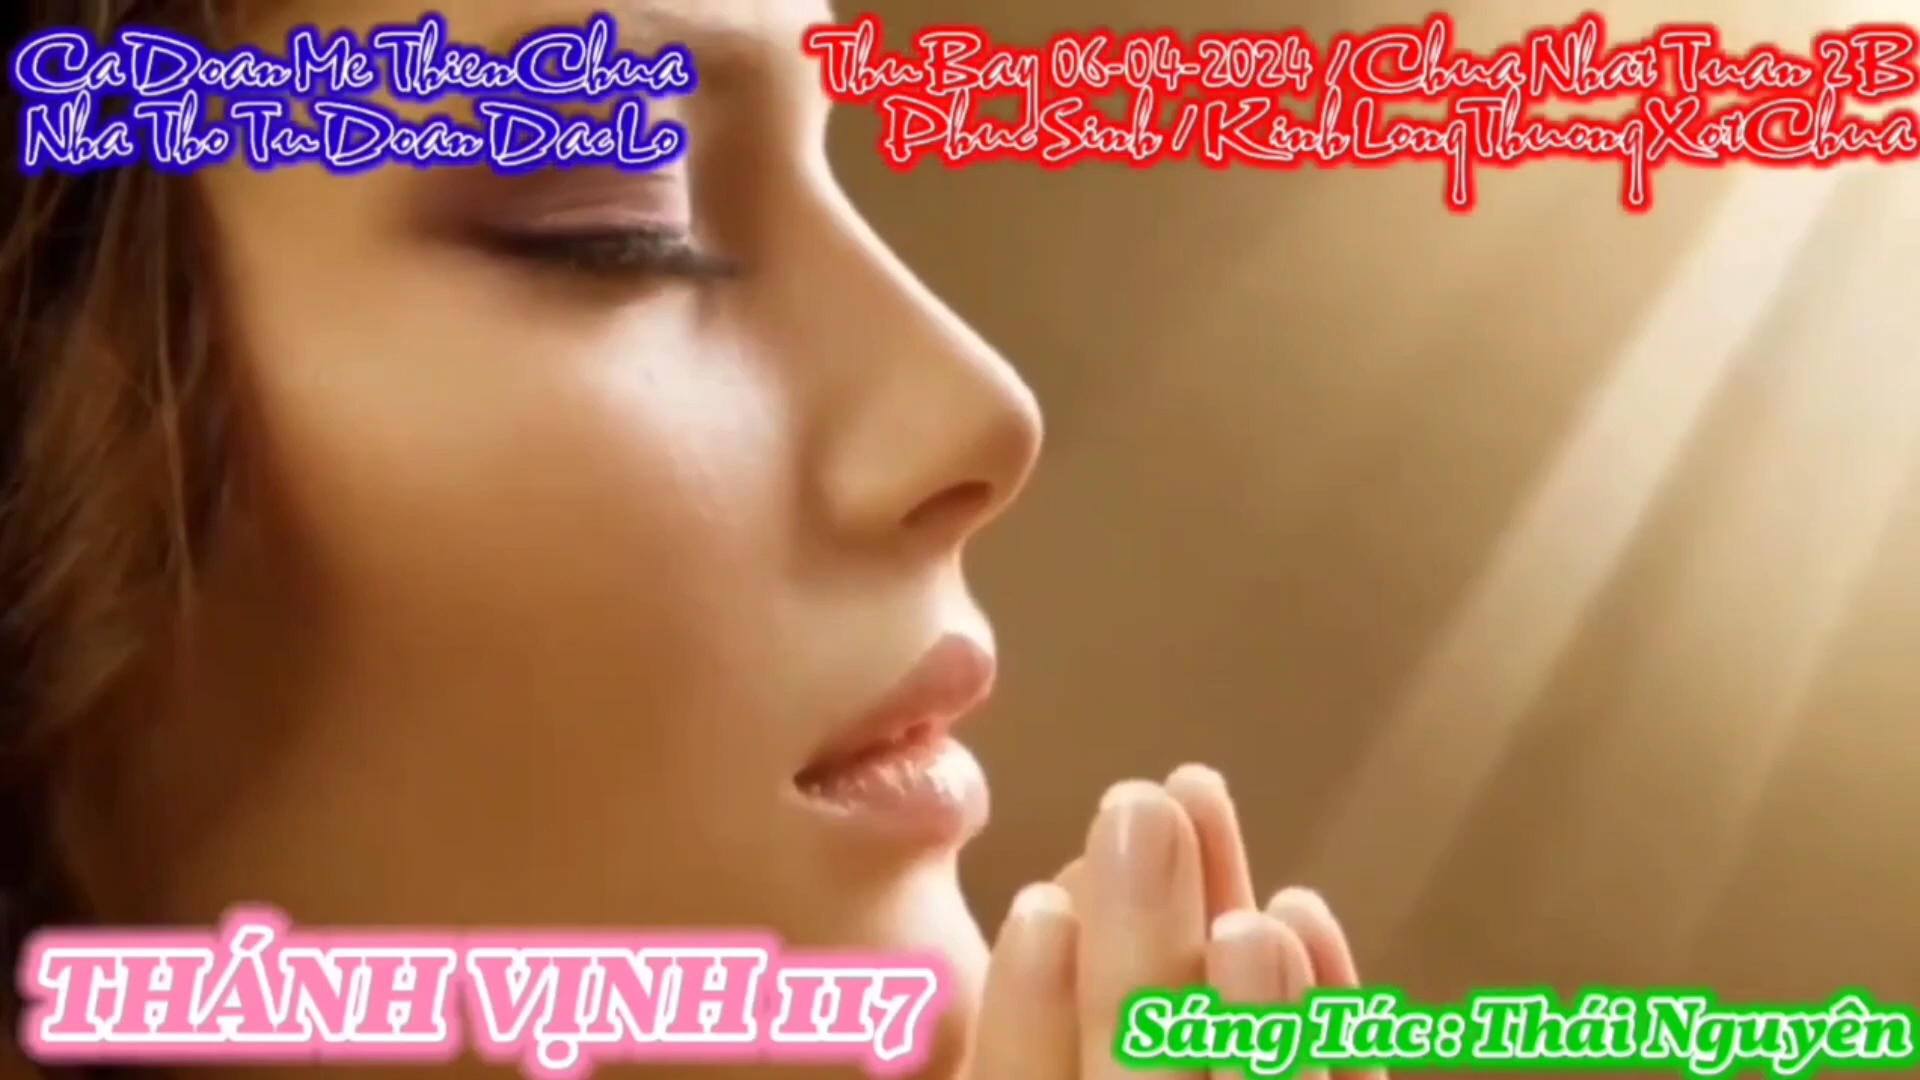 Ca Doan Me Thien Chua
Nha Tho Tu Doan Dac Lo
Thu Bay 06-04-2024 / Chua Nhat Tuan 2 B
Phuc Sinh / Kinh Long Thuong Xot Chua
THÁNH VỊNH 117
Sáng Tác : Thái Nguyên